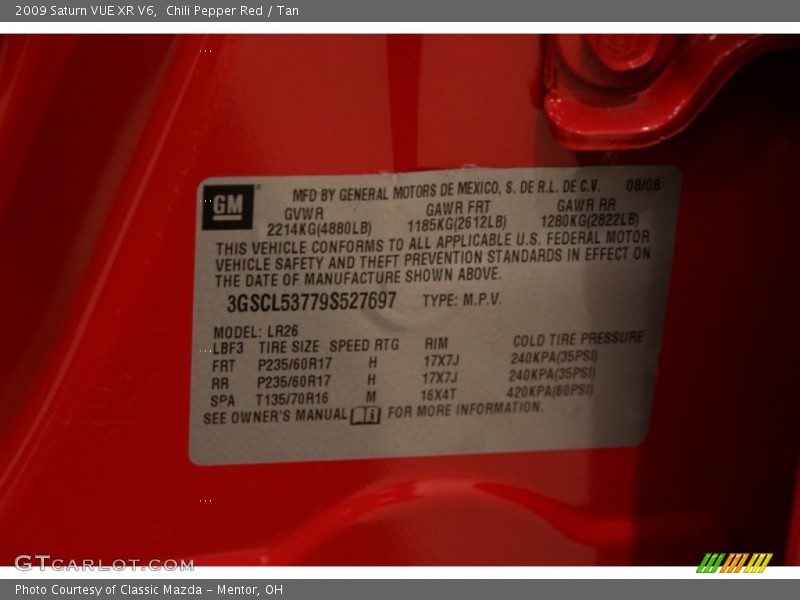 2009 Saturn VUE XR V6,  Chili Pepper Red / Tan
GM MFD BY GENERAL MOTORS DE MEXICO, S. DE R.L. DE C.V. 08/08
GVWR GAWR FRT GAWR RR
2214KG(4880LB) 1185KG(2612LB) 1280KG(2822LB)
THIS VEHICLE CONFORMS TO ALL APPLICABLE U.S. FEDERAL MOTOR
VEHICLE SAFETY AND THEFT PREVENTION STANDARDS IN EFFECT ON
THE DATE OF MANUFACTURE SHOWN ABOVE.
3GSCL53779S527697 TYPE: M.P.V.
MODEL: LR26
LBF3 TIRE SIZE SPEED RTG RIM COLD TIRE PRESSURE
FRT P235/60R17 H 17X7J 240KPA(35PSI)
RR P235/60R17 H 17X7J 240KPA(35PSI)
SPA T135/70R16 M 16X4T 420KPA(60PSI)
SEE OWNER'S MANUAL FOR MORE INFORMATION.
GTCARLOT.COM
Photo Courtesy of Classic Mazda - Mentor, OH